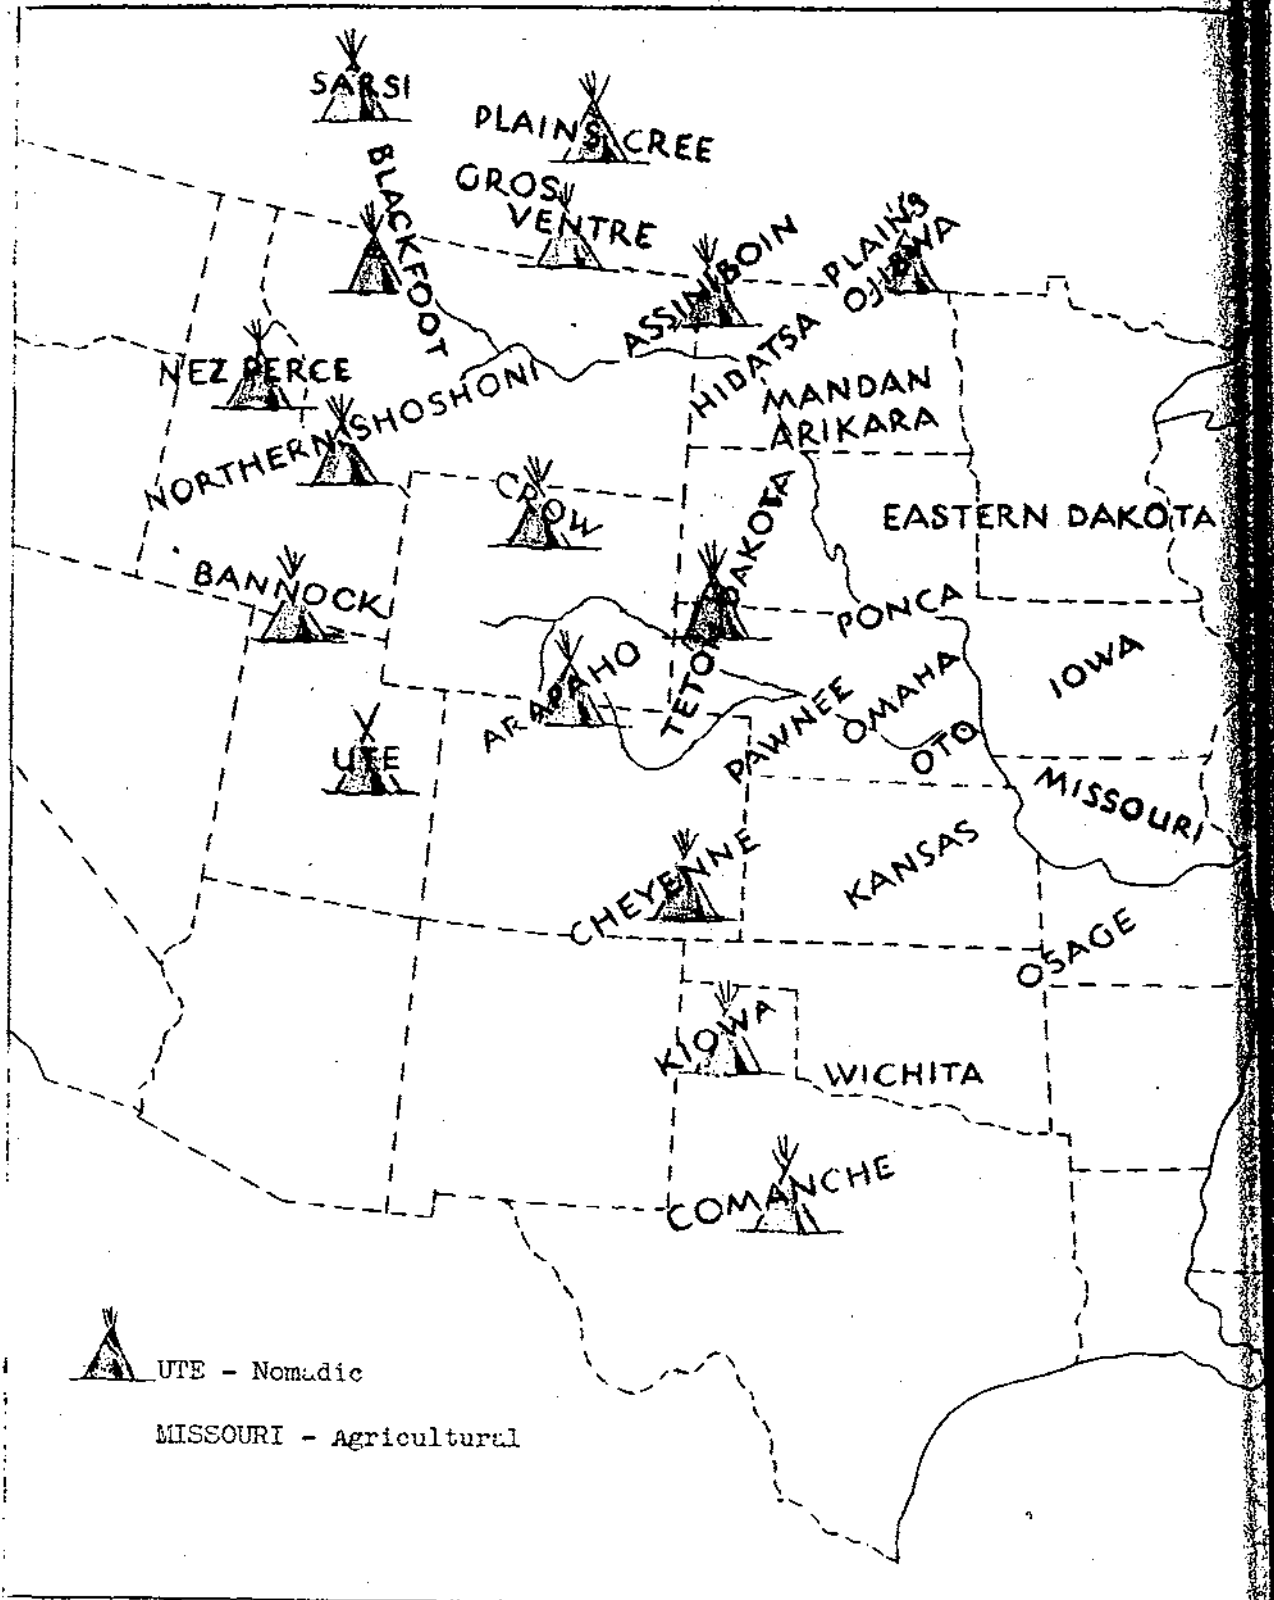 SARSI
PLAINS CREE
BLACKFOOT
GROS
VENTRE
ASSINIBOIN
PLAINS
OJIBWA
NEZ PERCE
HIDATSA
MANDAN
ARIKARA
NORTHERN SHOSHONI
CROW
TETON DAKOTA
EASTERN DAKOTA
BANNOCK
PONCA
ARAPAHO
PAWNEE
OMAHA
IOWA
OTO
UTE
MISSOURI
CHEYENNE
KANSAS
OSAGE
KIOWA
WICHITA
COMANCHE
UTE - Nomadic
MISSOURI - Agricultural